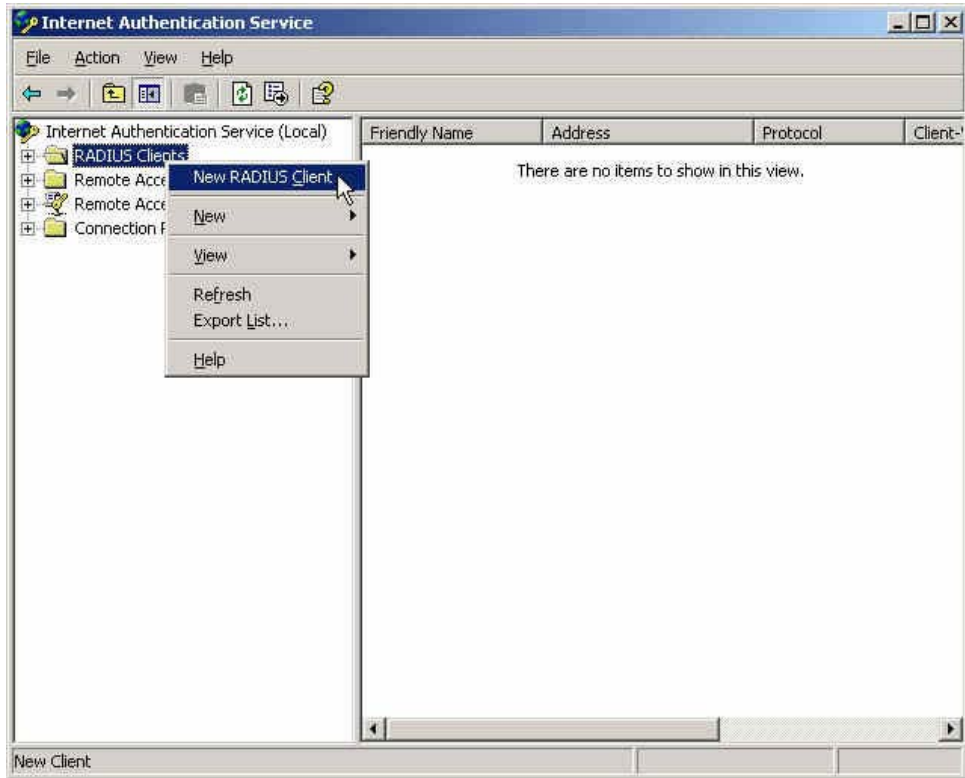 Internet Authentication Service
File Action View Help
Internet Authentication Service (Local)
RADIUS Clients
Remote Acce
Remote Acce
Connection
New RADIUS Client
New
View
Refresh
Export List...
Help
Friendly Name Address Protocol Client-
There are no items to show in this view.
New Client